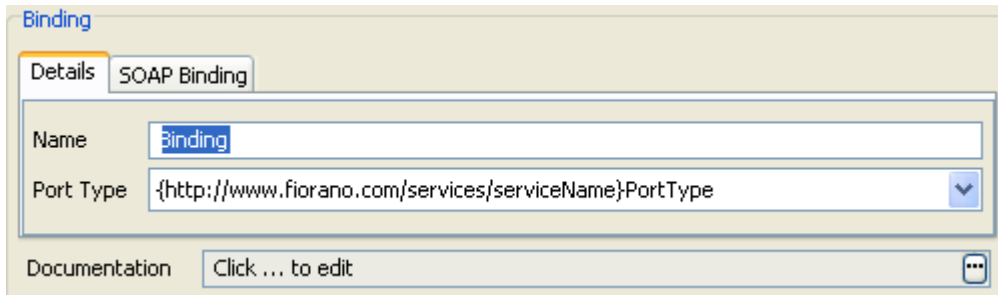 Binding
Details SOAP Binding
Name Binding
Port Type {http://www.fiorano.com/services/serviceName}PortType
Documentation Click ... to edit
...